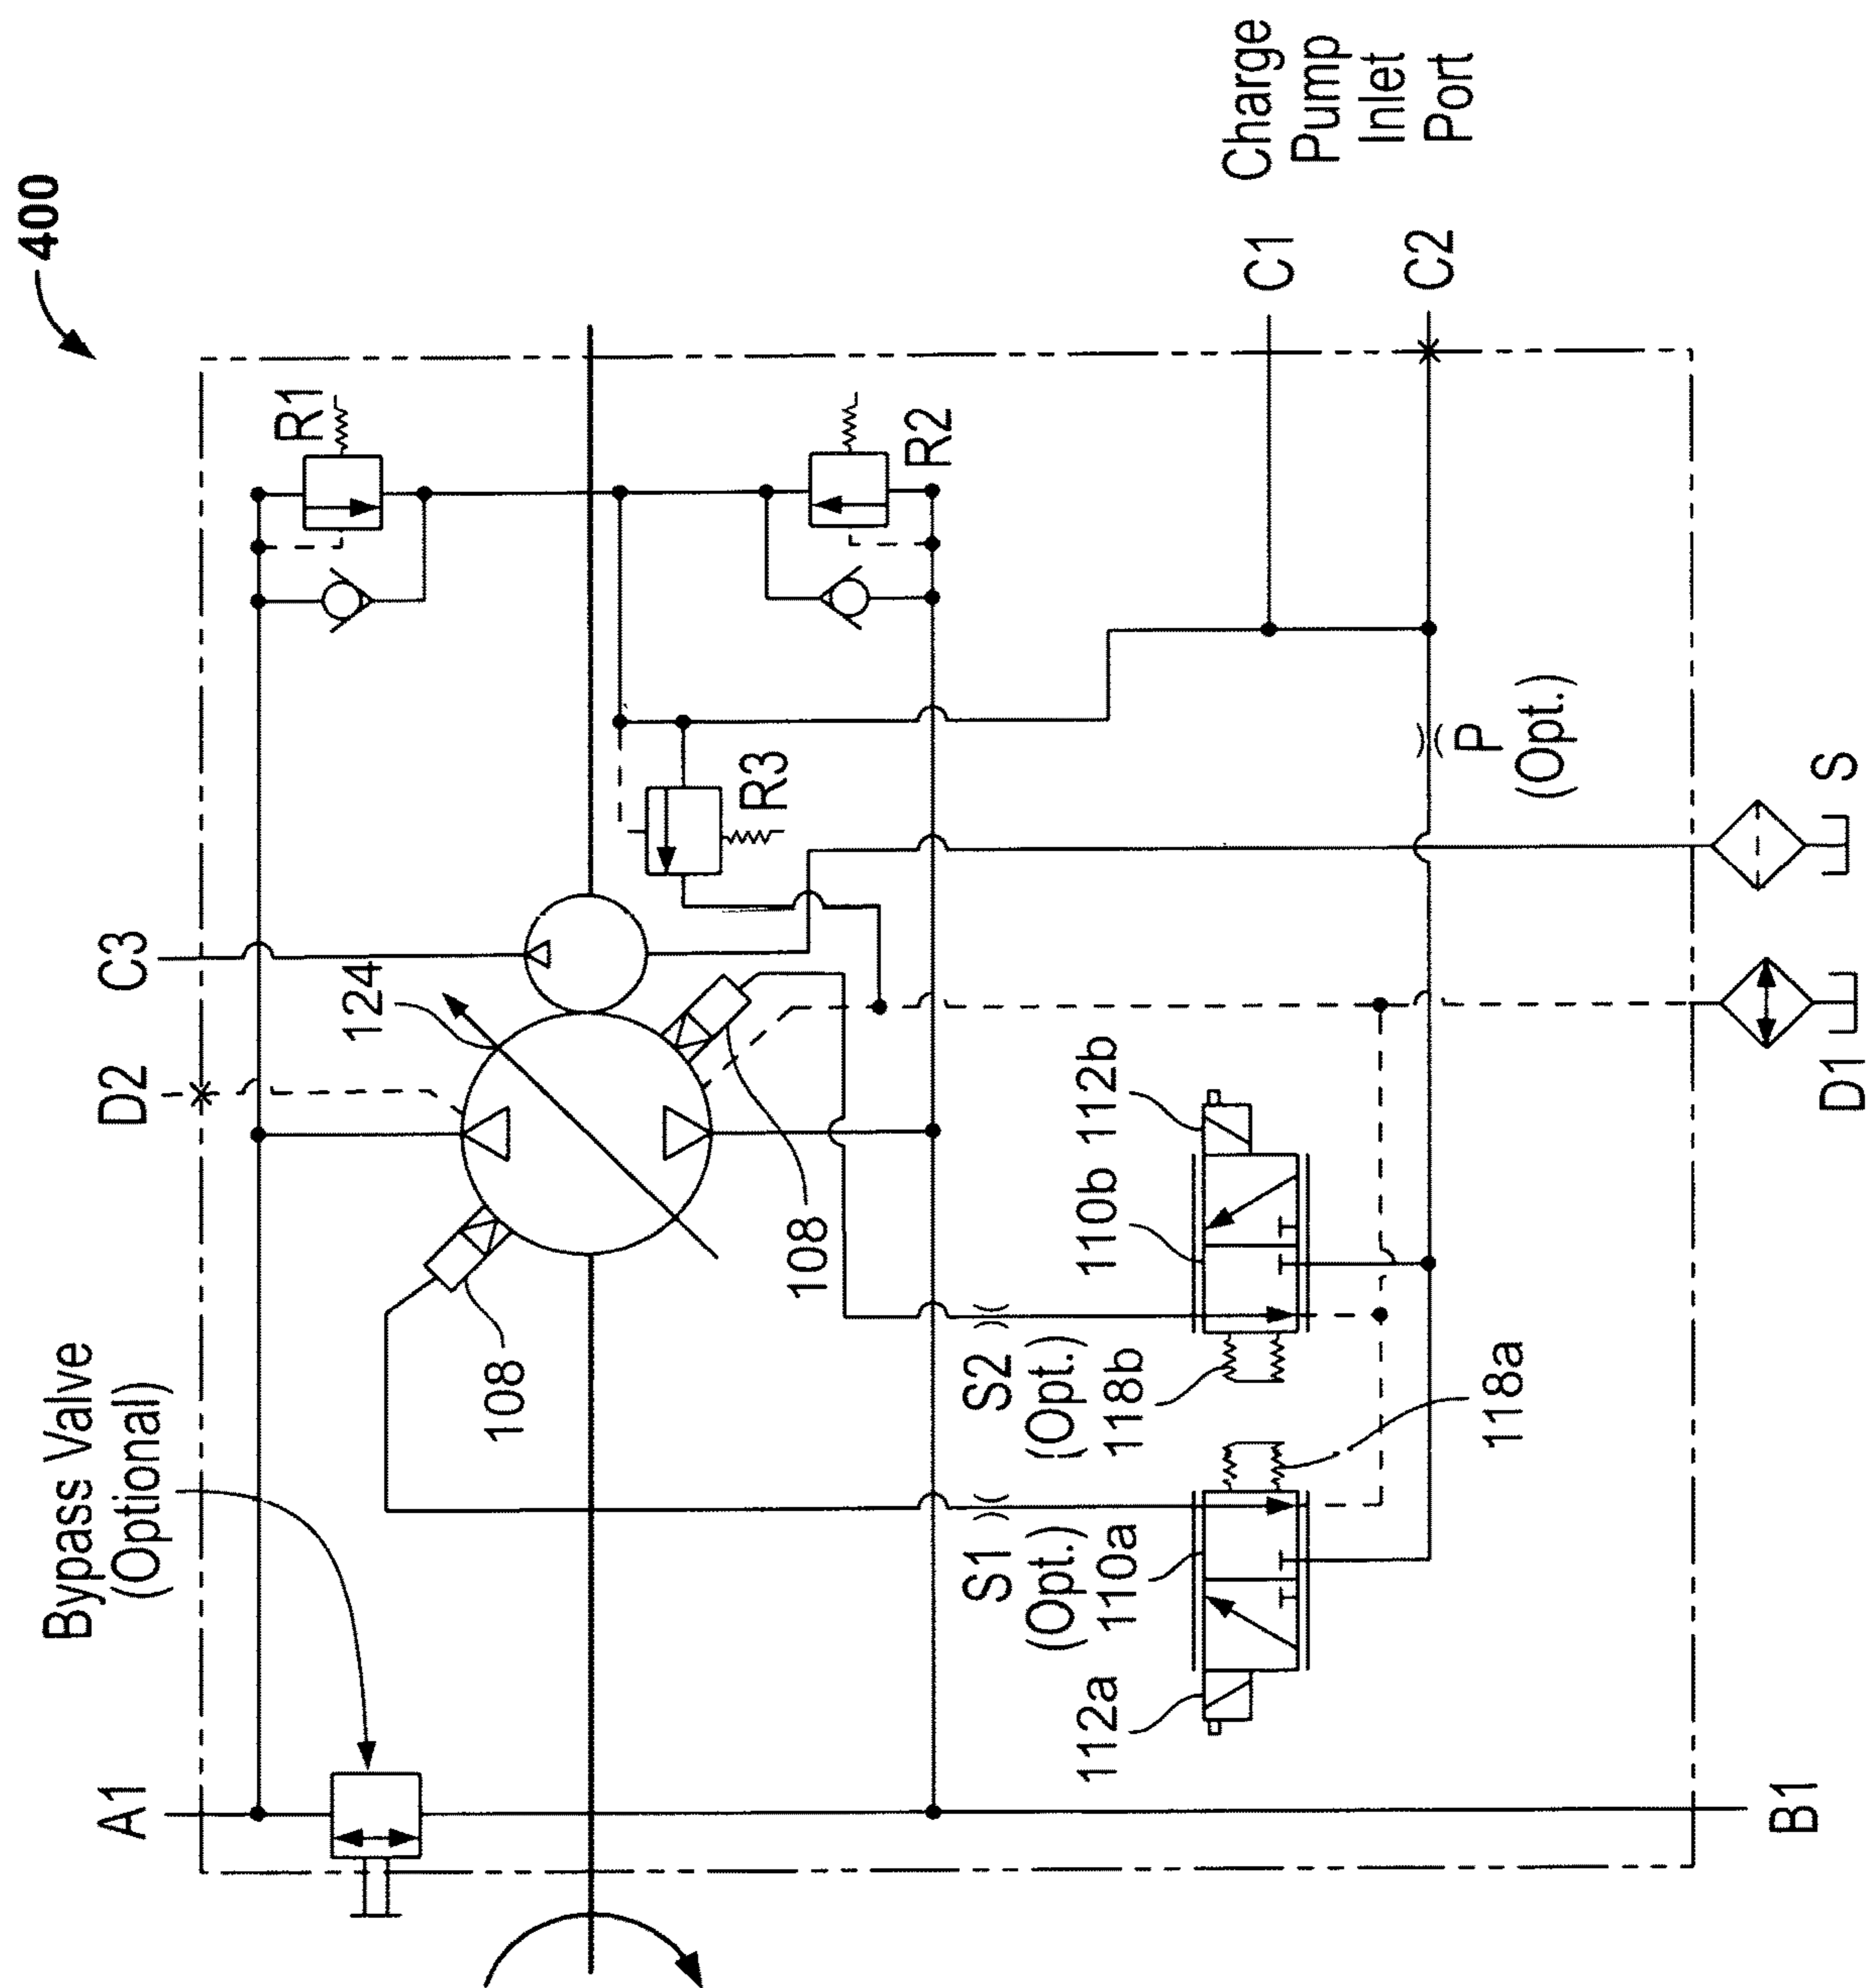 400
Bypass Valve
(Optional)
A1
D2
C3
124
108
108
R1
R2
R3
Charge
Pump
Inlet
Port
C1
C2
S1
(Opt.)
110a
112a
S2
(Opt.)
118b
110b
112b
118a
P
(Opt.)
B1
D1
S